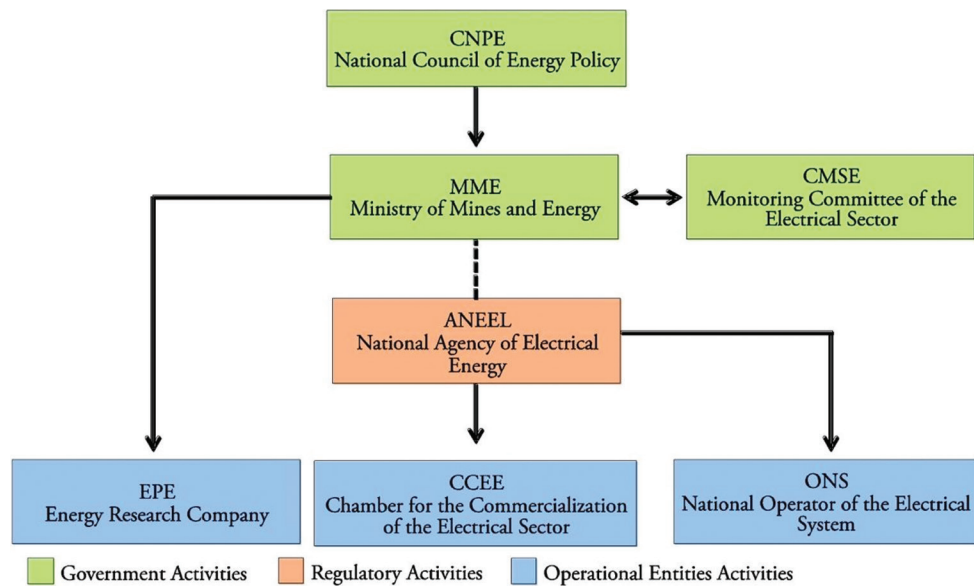 CNPE
National Council of Energy Policy
MME
Ministry of Mines and Energy
CMSE
Monitoring Committee of the
Electrical Sector
ANEEL
National Agency of Electrical
Energy
EPE
Energy Research Company
CCEE
Chamber for the Commercialization
of the Electrical Sector
ONS
National Operator of the Electrical
System
Government Activities
Regulatory Activities
Operational Entities Activities